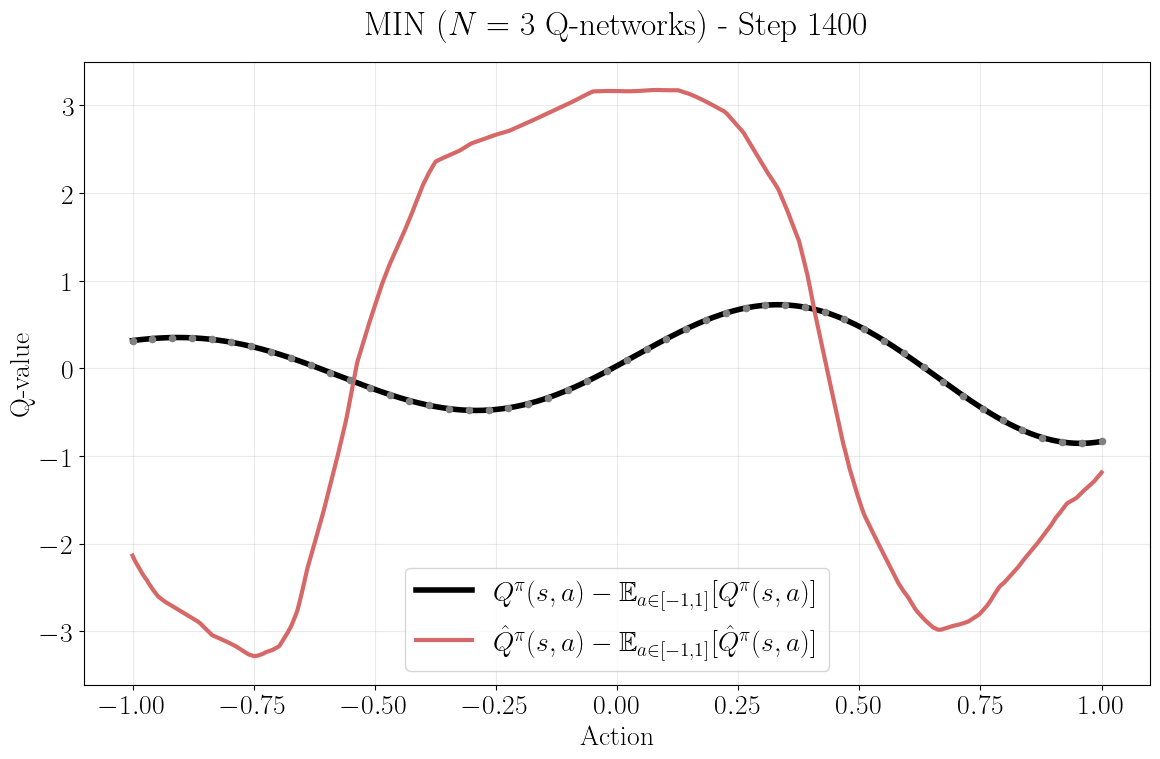 MIN (N = 3 Q-networks) - Step 1400
Q-value
3
2
1
0
−1
−2
−3
Q^π(s, a) − 𝔼_{a∈[−1,1]}[Q^π(s, a)]
Q̂^π(s, a) − 𝔼_{a∈[−1,1]}[Q̂^π(s, a)]
−1.00 −0.75 −0.50 −0.25 0.00 0.25 0.50 0.75 1.00
Action